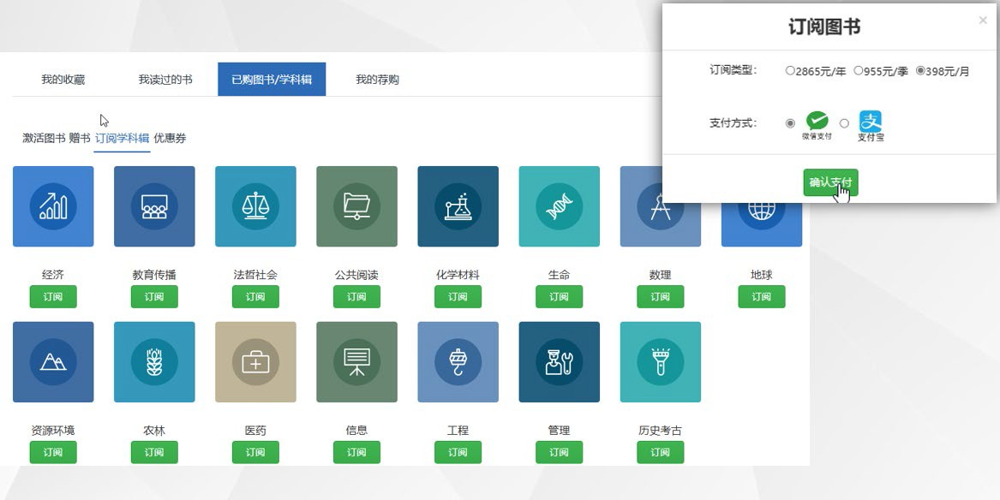 订阅图书
×
订阅类型： 2865元/年 955元/季 398元/月
支付方式： 微信支付 支付宝
确认支付
我的收藏 我读过的书 已购图书/学科辑 我的荐购
激活图书 赠书 订阅学科辑 优惠券
经济 教育传播 法哲社会 公共阅读 化学材料 生命 数理 地球
订阅 订阅 订阅 订阅 订阅 订阅 订阅 订阅
资源环境 农林 医药 信息 工程 管理 历史考古
订阅 订阅 订阅 订阅 订阅 订阅 订阅